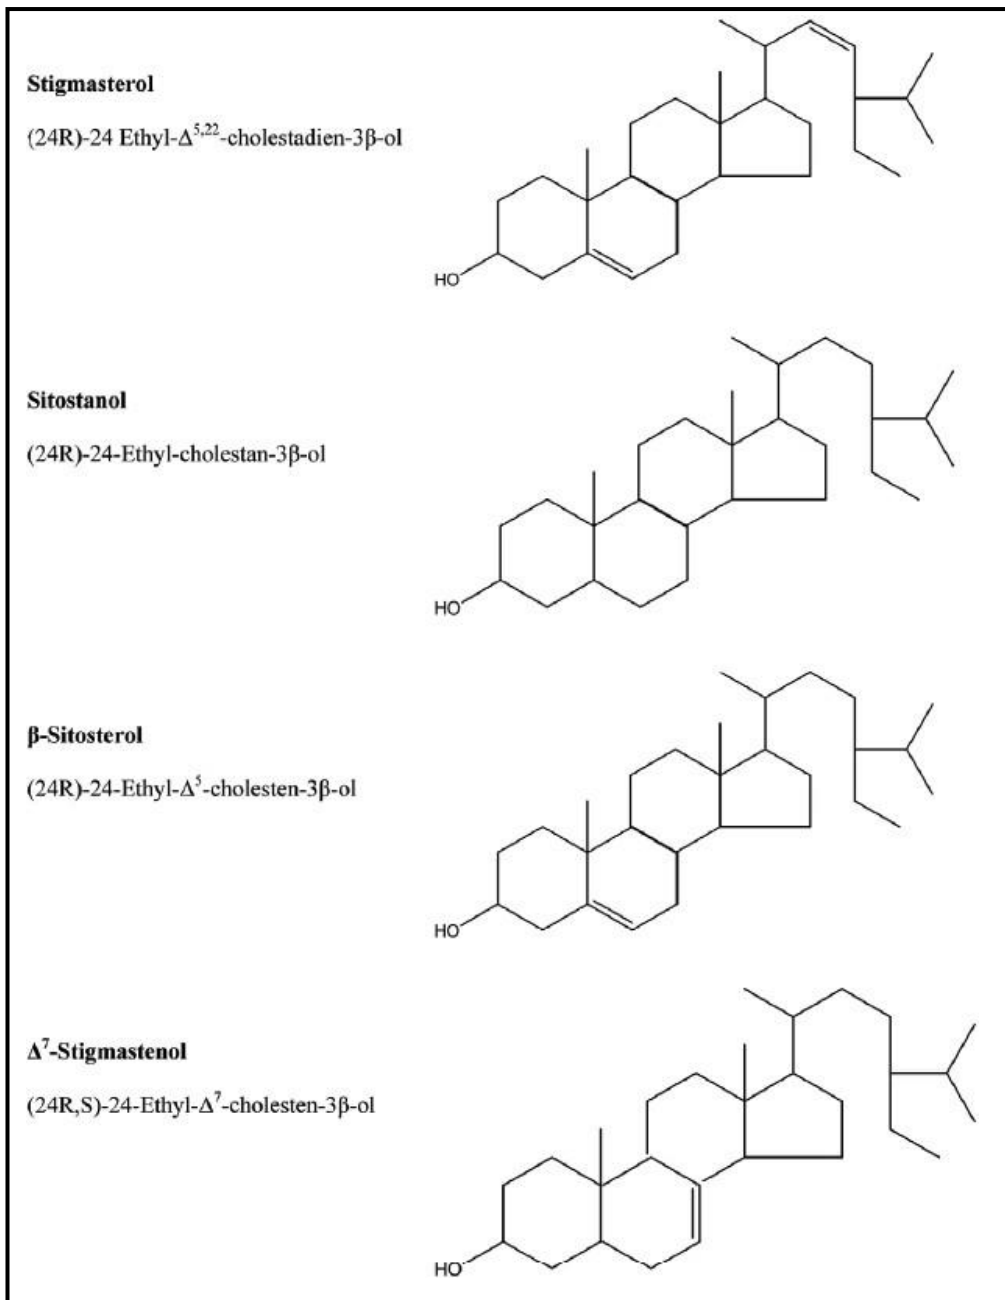 Stigmasterol
(24R)-24 Ethyl-Δ5,22-cholestadien-3β-ol
HO
Sitostanol
(24R)-24-Ethyl-cholestan-3β-ol
HO
β-Sitosterol
(24R)-24-Ethyl-Δ5-cholesten-3β-ol
HO
Δ7-Stigmastenol
(24R,S)-24-Ethyl-Δ7-cholesten-3β-ol
HO